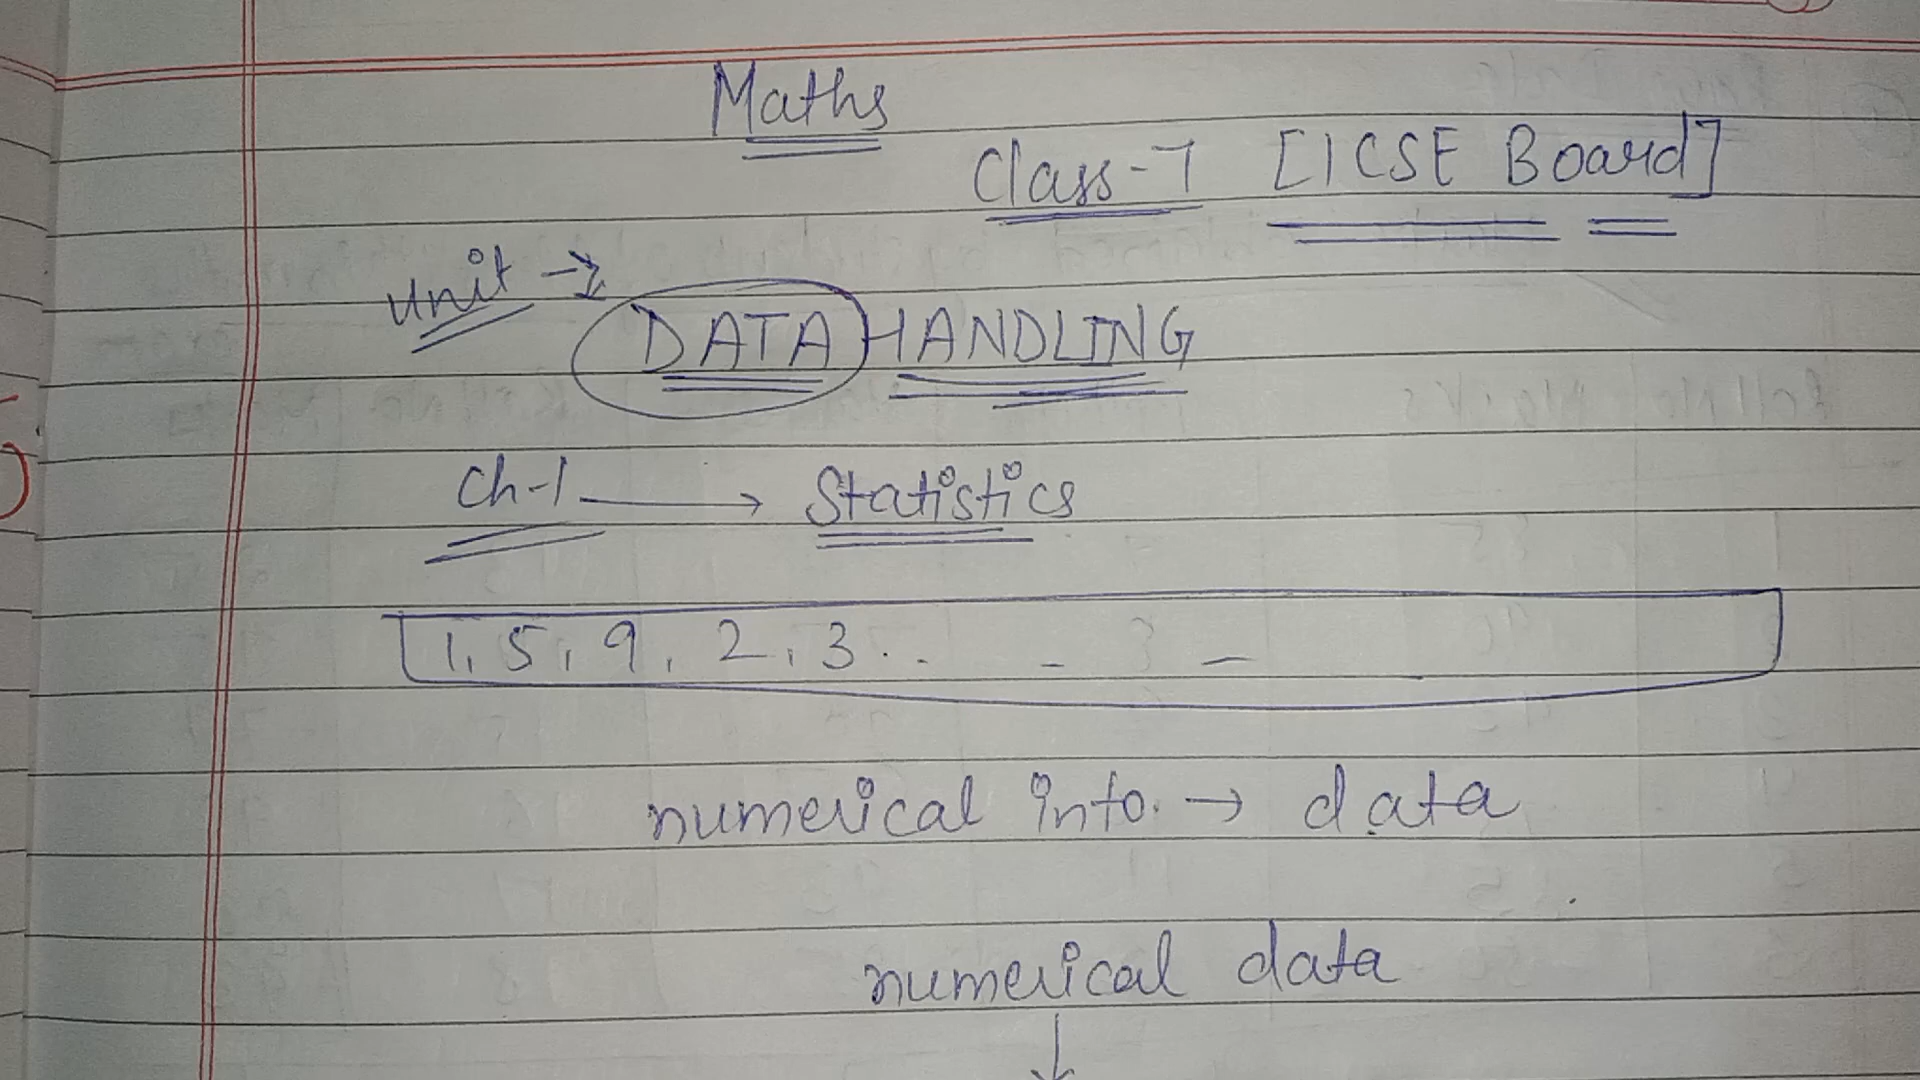 Maths
Class-7 [ICSE Board]
Unit →
DATA HANDLING
Ch-1 → Statistics
1, 5, 9, 2, 3 . . - -
numerical info. → data
numerical data
↓